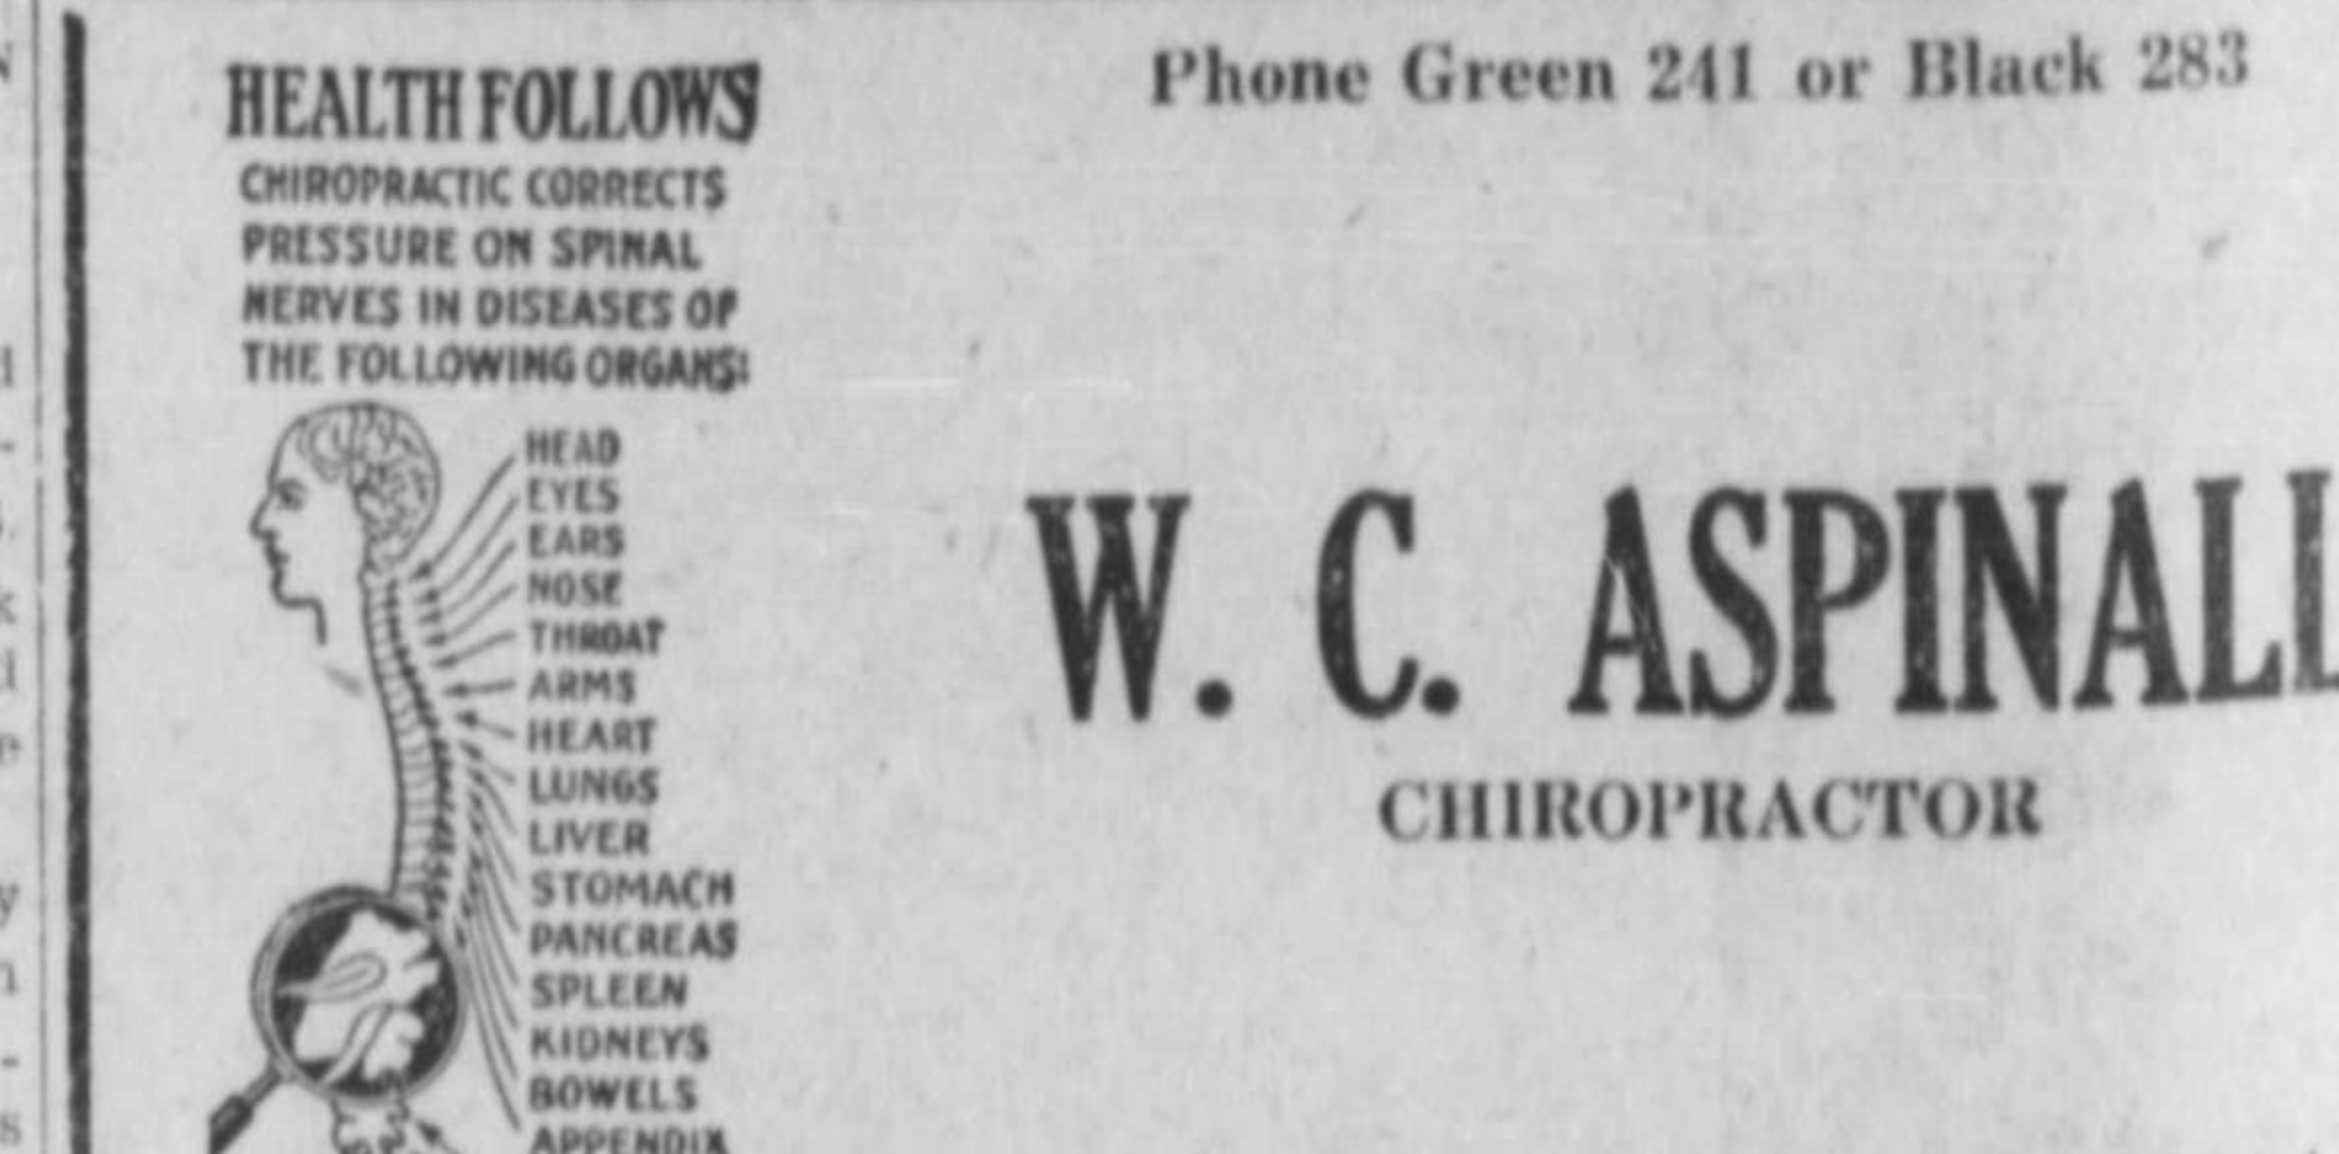 HEALTH FOLLOWS
CHIROPRACTIC CORRECTS
PRESSURE ON SPINAL
NERVES IN DISEASES OF
THE FOLLOWING ORGANS:
HEAD
EYES
EARS
NOSE
THROAT
ARMS
HEART
LUNGS
LIVER
STOMACH
PANCREAS
SPLEEN
KIDNEYS
BOWELS
APPENDIX
Phone Green 241 or Black 283
W. C. ASPINALL
CHIROPRACTOR